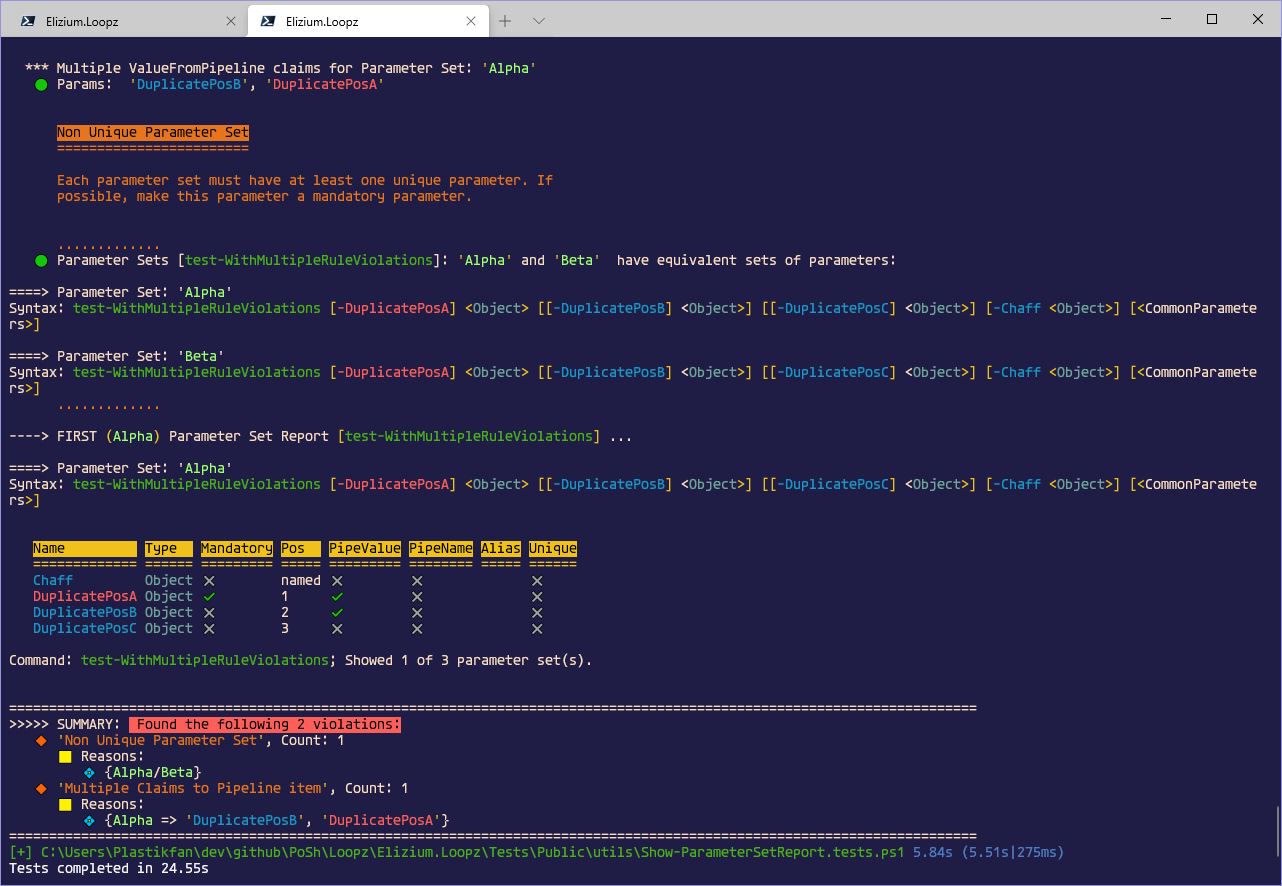 Elizium.Loopz
Elizium.Loopz
*** Multiple ValueFromPipeline claims for Parameter Set: 'Alpha'
Params:  'DuplicatePosB', 'DuplicatePosA'
Non Unique Parameter Set
========================
Each parameter set must have at least one unique parameter. If
possible, make this parameter a mandatory parameter.
.............
Parameter Sets [test-WithMultipleRuleViolations]: 'Alpha' and 'Beta'  have equivalent sets of parameters:
====> Parameter Set: 'Alpha'
Syntax: test-WithMultipleRuleViolations [-DuplicatePosA] <Object> [[-DuplicatePosB] <Object>] [[-DuplicatePosC] <Object>] [-Chaff <Object>] [<CommonParamete
rs>]
====> Parameter Set: 'Beta'
Syntax: test-WithMultipleRuleViolations [-DuplicatePosA] <Object> [[-DuplicatePosB] <Object>] [[-DuplicatePosC] <Object>] [-Chaff <Object>] [<CommonParamete
rs>]
.............
----> FIRST (Alpha) Parameter Set Report [test-WithMultipleRuleViolations] ...
====> Parameter Set: 'Alpha'
Syntax: test-WithMultipleRuleViolations [-DuplicatePosA] <Object> [[-DuplicatePosB] <Object>] [[-DuplicatePosC] <Object>] [-Chaff <Object>] [<CommonParamete
rs>]
Name          Type   Mandatory Pos   PipeValue PipeName Alias Unique
============= ====== ========= ===== ========= ======== ===== ======
Chaff         Object ✕         named ✕         ✕              ✕
DuplicatePosA Object ✓         1     ✓         ✕              ✕
DuplicatePosB Object ✕         2     ✓         ✕              ✕
DuplicatePosC Object ✕         3     ✕         ✕              ✕
Command: test-WithMultipleRuleViolations; Showed 1 of 3 parameter set(s).
=========================================================================================================================
>>>>> SUMMARY:  Found the following 2 violations:
'Non Unique Parameter Set', Count: 1
Reasons:
{Alpha/Beta}
'Multiple Claims to Pipeline item', Count: 1
Reasons:
{Alpha => 'DuplicatePosB', 'DuplicatePosA'}
=========================================================================================================================
[+] C:\Users\Plastikfan\dev\github\PoSh\Loopz\Elizium.Loopz\Tests\Public\utils\Show-ParameterSetReport.tests.ps1 5.84s (5.51s|275ms)
Tests completed in 24.55s